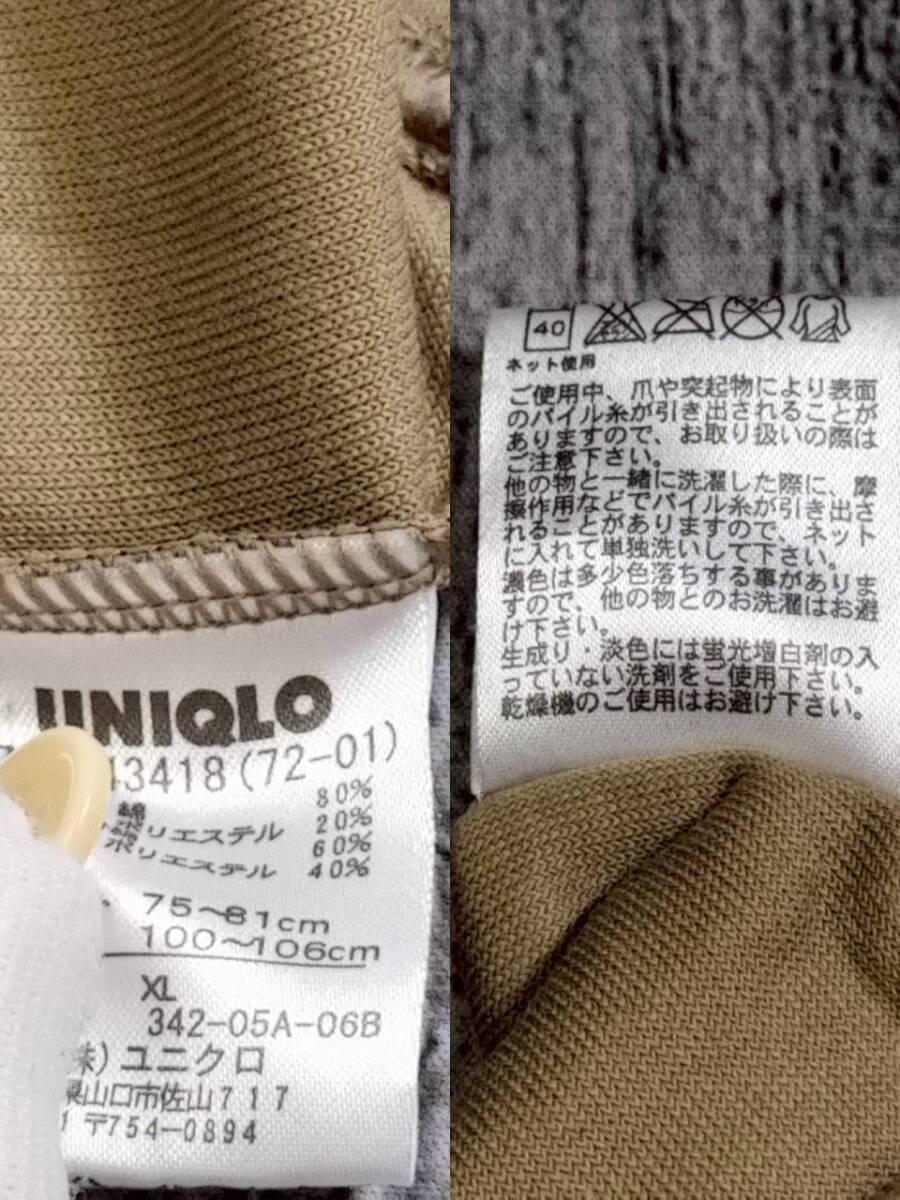 UNIQLO
43418(72-01)
80%
綿
ポリエステル 20%
綿 60%
ポリエステル 40%
75~81cm
100~106cm
XL
342-05A-06B
株)ユニクロ
県山口市佐山717
〒754-0894
40
ネット使用
ご使用中、爪や突起物により表面
のパイル糸が引き出されることが
ありますので、お取り扱いの際は
ご注意下さい。
他の物と一緒に洗濯した際に、摩
擦作用などでパイル糸が引き出さ
れることがありますので、ネット
に入れて単独洗いして下さい。
濃色は多少色落ちする事がありま
すので、他の物とのお洗濯はお避
け下さい。
生成り・淡色には蛍光増白剤の入
っていない洗剤をご使用下さい。
乾燥機のご使用はお避け下さい。